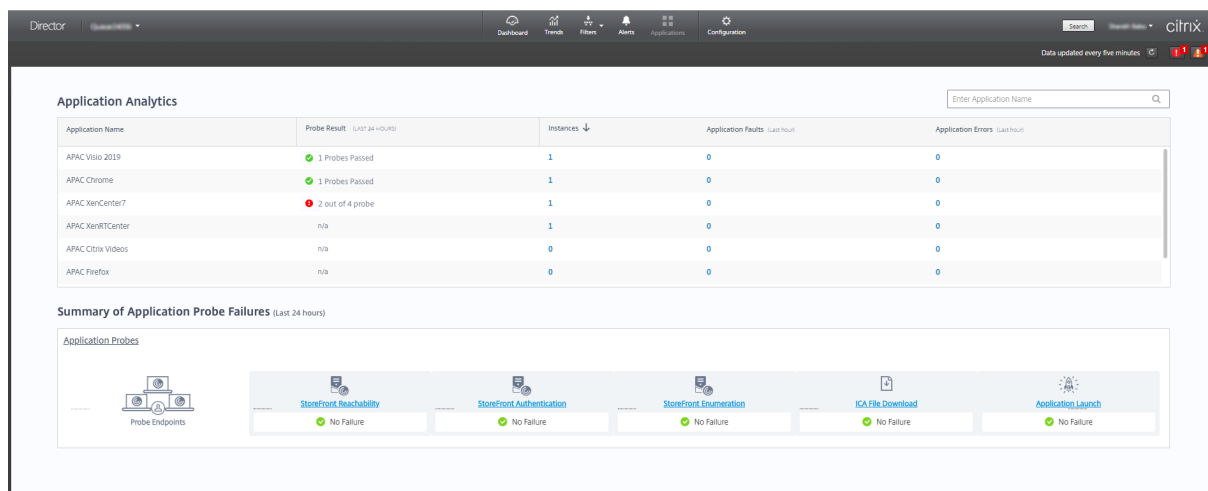 Director
Dashboard Trends Filters Alerts Applications Configuration
Search
citrix
Data updated every five minutes 1 1
Application Analytics
Enter Application Name
Application Name Probe Result (LAST 24 HOURS) Instances Application Faults (Last hour) Application Errors (Last hour)
APAC Visio 2019 1 Probes Passed 1 0 0
APAC Chrome 1 Probes Passed 1 0 0
APAC XenCenter7 2 out of 4 probe 1 0 0
APAC XenRTCenter n/a 1 0 0
APAC Citrix Videos n/a 0 0 0
APAC Firefox n/a 0 0 0
Summary of Application Probe Failures (Last 24 hours)
Application Probes
Probe Endpoints
StoreFront Reachability StoreFront Authentication StoreFront Enumeration ICA File Download Application Launch
No Failure No Failure No Failure No Failure No Failure